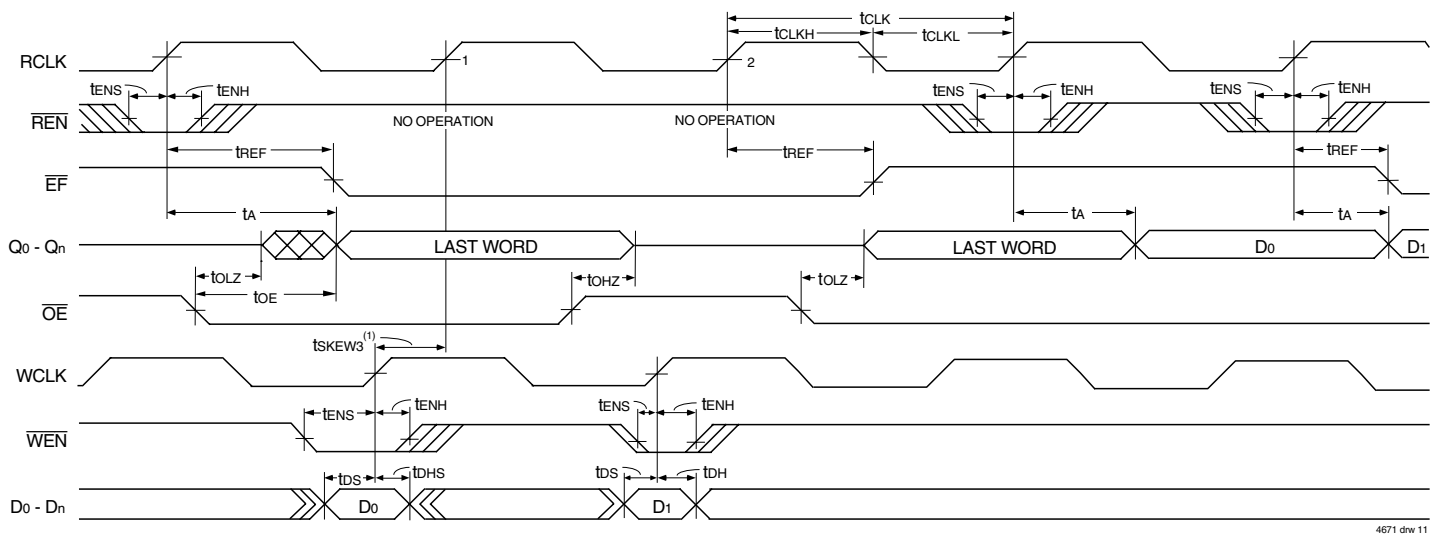 tCLK
tCLKH
tCLKL
RCLK
1
2
tENS
tENH
tENS
tENH
tENS
tENH
REN
NO OPERATION
NO OPERATION
tREF
tREF
tREF
EF
tA
tA
tA
Q0 - Qn
LAST WORD
LAST WORD
D0
D1
tOLZ
tOHZ
tOLZ
tOE
OE
tSKEW3(1)
WCLK
tENS
tENH
tENS
tENH
WEN
tDS
tDHS
tDS
tDH
D0 - Dn
D0
D1
4671 drw 11